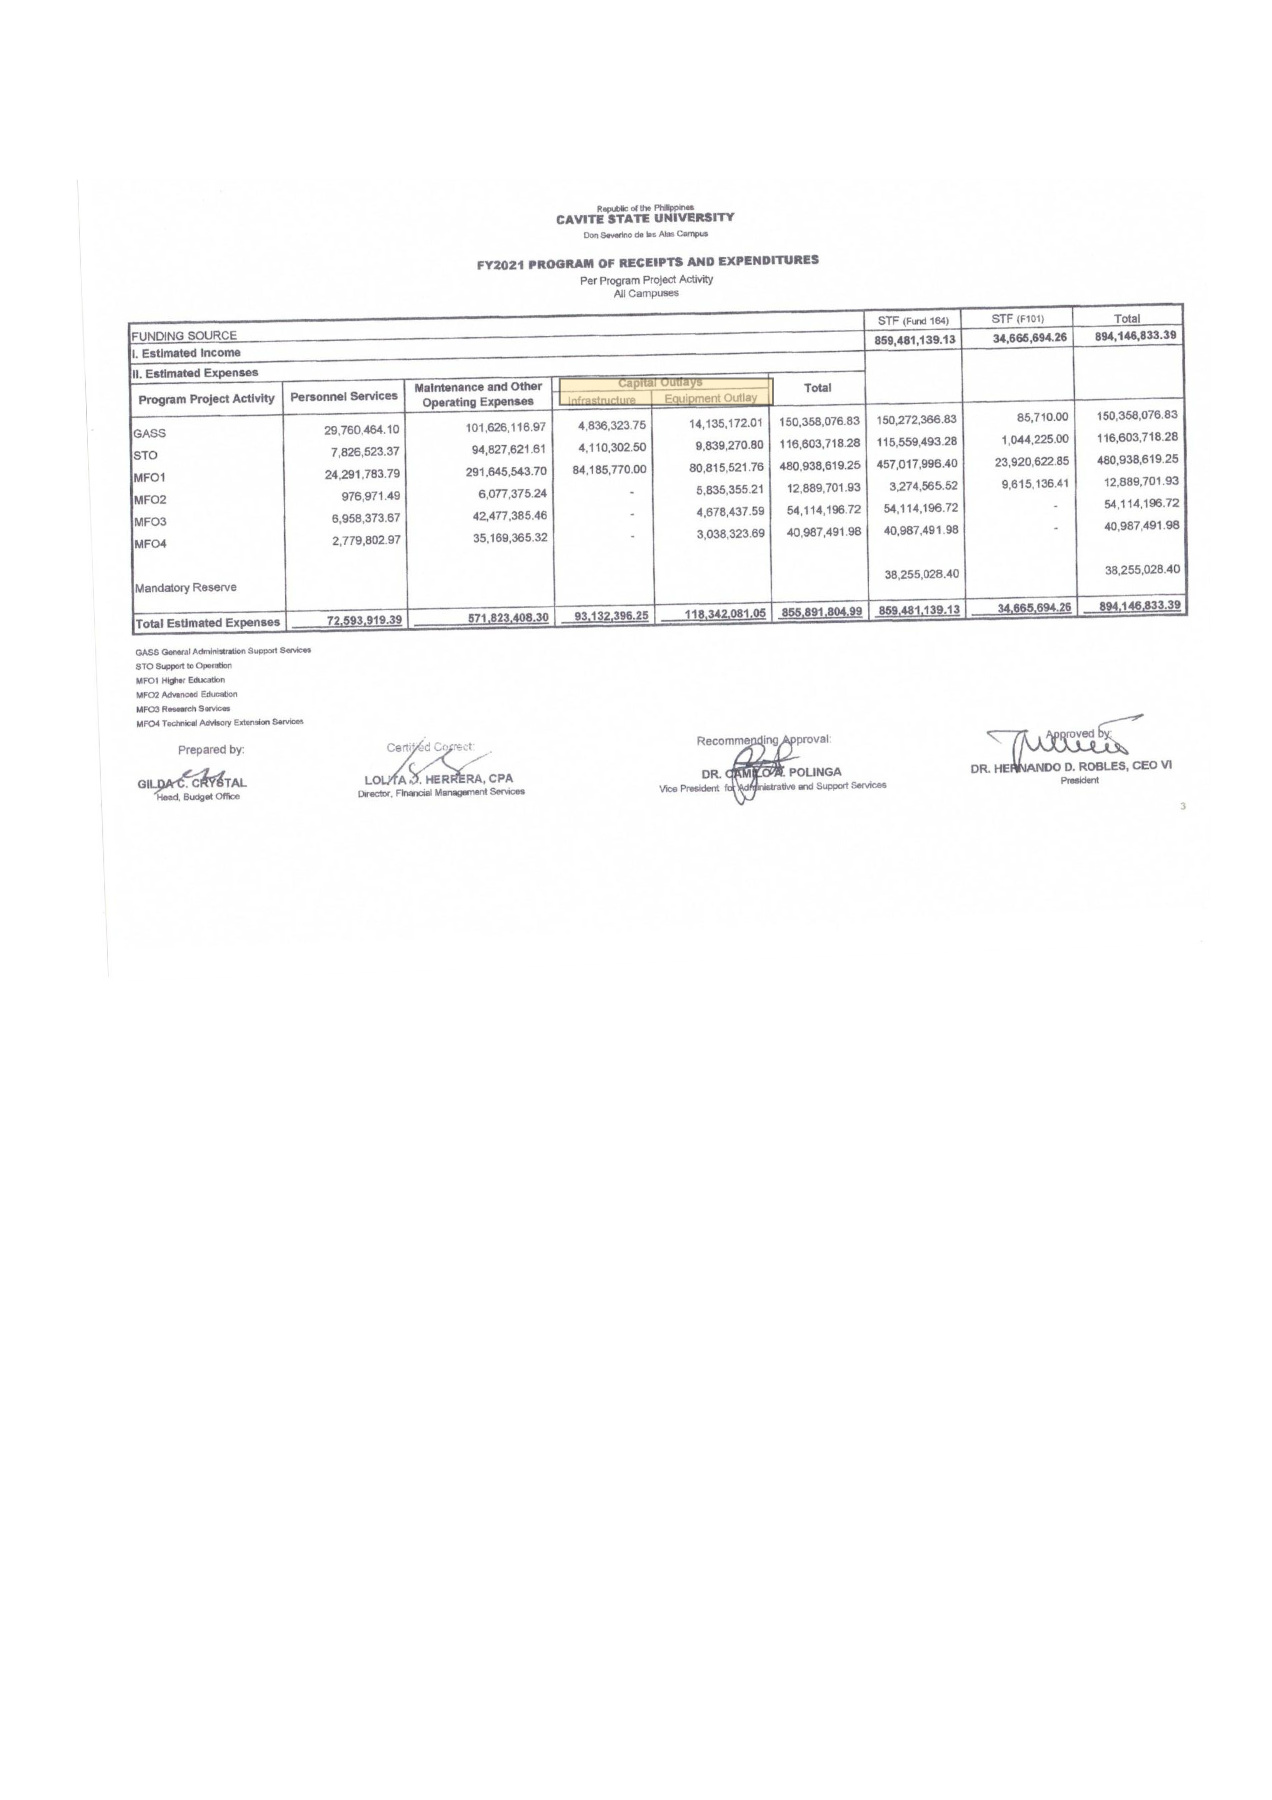 Republic of the Philippines
CAVITE STATE UNIVERSITY
Don Severino de las Alas Campus
FY2021 PROGRAM OF RECEIPTS AND EXPENDITURES
Per Program Project Activity
All Campuses
FUNDING SOURCE STF (Fund 164) STF (F101) Total
I. Estimated Income 859,481,139.13 34,665,694.26 894,146,833.39
II. Estimated Expenses
Program Project Activity Personnel Services Maintenance and Other Operating Expenses Capital Outlays Total
Infrastructure Equipment Outlay
GASS 29,760,464.10 101,626,116.97 4,836,323.75 14,135,172.01 150,358,076.83 150,272,366.83 85,710.00 150,358,076.83
STO 7,826,523.37 94,827,621.61 4,110,302.50 9,839,270.80 116,603,718.28 115,559,493.28 1,044,225.00 116,603,718.28
MFO1 24,291,783.79 291,645,543.70 84,185,770.00 80,815,521.76 480,938,619.25 457,017,996.40 23,920,622.85 480,938,619.25
MFO2 976,971.49 6,077,375.24 - 5,835,355.21 12,889,701.93 3,274,565.52 9,615,136.41 12,889,701.93
MFO3 6,958,373.67 42,477,385.46 - 4,678,437.59 54,114,196.72 54,114,196.72 - 54,114,196.72
MFO4 2,779,802.97 35,169,365.32 - 3,038,323.69 40,987,491.98 40,987,491.98 - 40,987,491.98
Mandatory Reserve 38,255,028.40 38,255,028.40
Total Estimated Expenses 72,593,919.39 571,823,408.30 93,132,396.25 118,342,081.05 855,891,804.99 859,481,139.13 34,665,694.26 894,146,833.39
GASS General Administration Support Services
STO Support to Operation
MFO1 Higher Education
MFO2 Advanced Education
MFO3 Research Services
MFO4 Technical Advisory Extension Services
Prepared by: Certified Correct: Recommending Approval: Approved by:
GILDA C. CRYSTAL LOLITA J. HERRERA, CPA DR. CAMILO A. POLINGA DR. HERNANDO D. ROBLES, CEO VI
Head, Budget Office Director, Financial Management Services Vice President for Administrative and Support Services President
3